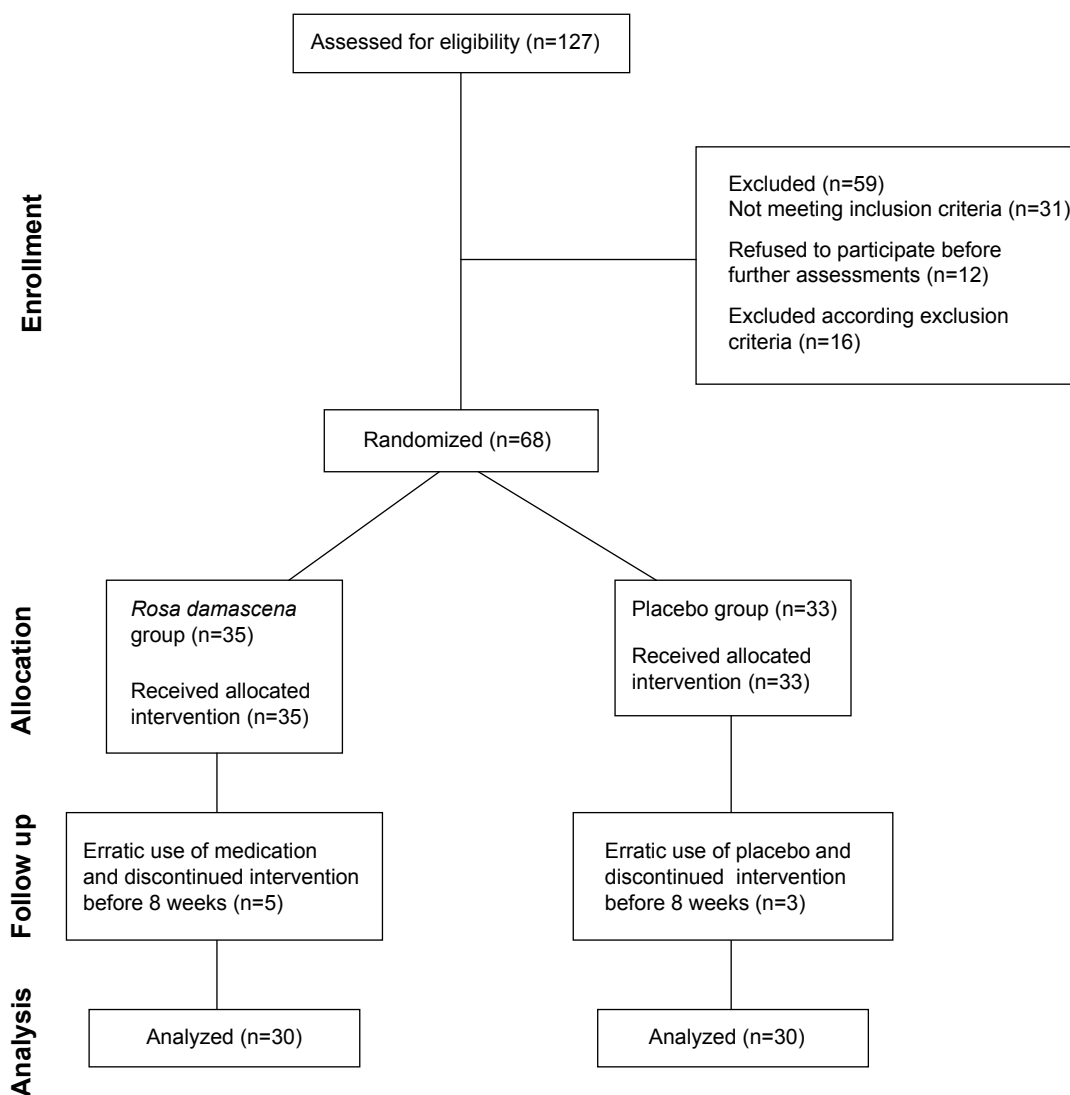 Assessed for eligibility (n=127)
Enrollment
Excluded (n=59)
Not meeting inclusion criteria (n=31)
Refused to participate before
further assessments (n=12)
Excluded according exclusion
criteria (n=16)
Randomized (n=68)
Allocation
Rosa damascena
group (n=35)
Received allocated
intervention (n=35)
Placebo group (n=33)
Received allocated
intervention (n=33)
Follow up
Erratic use of medication
and discontinued intervention
before 8 weeks (n=5)
Erratic use of placebo and
discontinued intervention
before 8 weeks (n=3)
Analysis
Analyzed (n=30)
Analyzed (n=30)